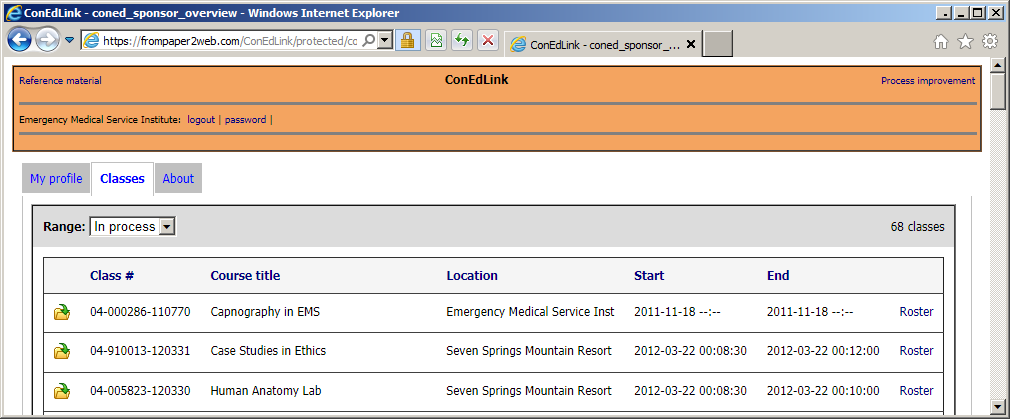 ConEdLink - coned_sponsor_overview - Windows Internet Explorer
https://frompaper2web.com/ConEdLink/protected/cc
ConEdLink - coned_sponsor_...
Reference material ConEdLink Process improvement
Emergency Medical Service Institute: logout | password |
My profile Classes About
Range: In process 68 classes
Class # Course title Location Start End
04-000286-110770 Capnography in EMS Emergency Medical Service Inst 2011-11-18 --:-- 2011-11-18 --:-- Roster
04-910013-120331 Case Studies in Ethics Seven Springs Mountain Resort 2012-03-22 00:08:30 2012-03-22 00:12:00 Roster
04-005823-120330 Human Anatomy Lab Seven Springs Mountain Resort 2012-03-22 00:08:30 2012-03-22 00:10:00 Roster